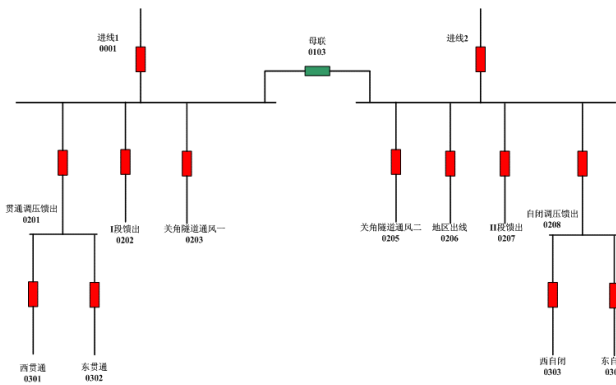 进线1
0001
母联
0103
进线2
贯通调压馈出
0201
I段馈出
0202
关角隧道通风一
0203
关角隧道通风二
0205
地区出线
0206
II段馈出
0207
自闭调压馈出
0208
西贯通
0301
东贯通
0302
西自闭
0303
东自
030